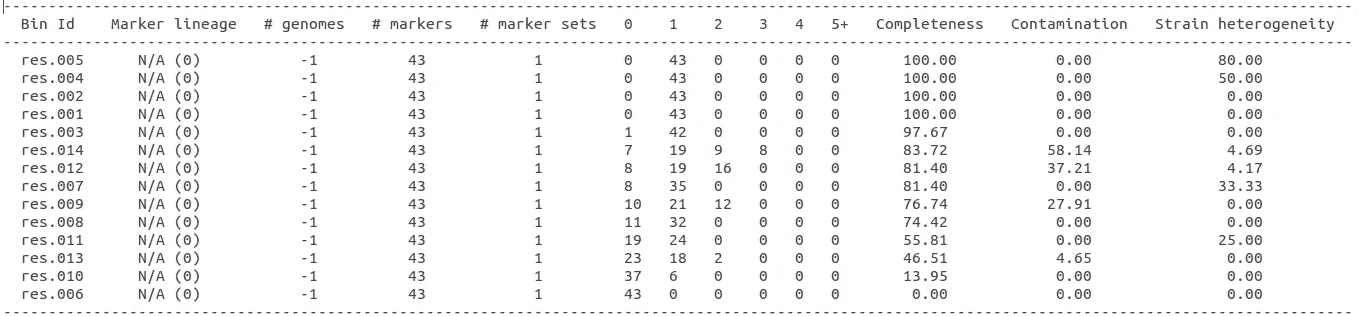 Bin Id Marker lineage # genomes # markers # marker sets 0 1 2 3 4 5+ Completeness Contamination Strain heterogeneity
res.005 N/A (0) -1 43 1 0 43 0 0 0 0 100.00 0.00 80.00
res.004 N/A (0) -1 43 1 0 43 0 0 0 0 100.00 0.00 50.00
res.002 N/A (0) -1 43 1 0 43 0 0 0 0 100.00 0.00 0.00
res.001 N/A (0) -1 43 1 0 43 0 0 0 0 100.00 0.00 0.00
res.003 N/A (0) -1 43 1 1 42 0 0 0 0 97.67 0.00 0.00
res.014 N/A (0) -1 43 1 7 19 9 8 0 0 83.72 58.14 4.69
res.012 N/A (0) -1 43 1 8 19 16 0 0 0 81.40 37.21 4.17
res.007 N/A (0) -1 43 1 8 35 0 0 0 0 81.40 0.00 33.33
res.009 N/A (0) -1 43 1 10 21 12 0 0 0 76.74 27.91 0.00
res.008 N/A (0) -1 43 1 11 32 0 0 0 0 74.42 0.00 0.00
res.011 N/A (0) -1 43 1 19 24 0 0 0 0 55.81 0.00 25.00
res.013 N/A (0) -1 43 1 23 18 2 0 0 0 46.51 4.65 0.00
res.010 N/A (0) -1 43 1 37 6 0 0 0 0 13.95 0.00 0.00
res.006 N/A (0) -1 43 1 43 0 0 0 0 0 0.00 0.00 0.00